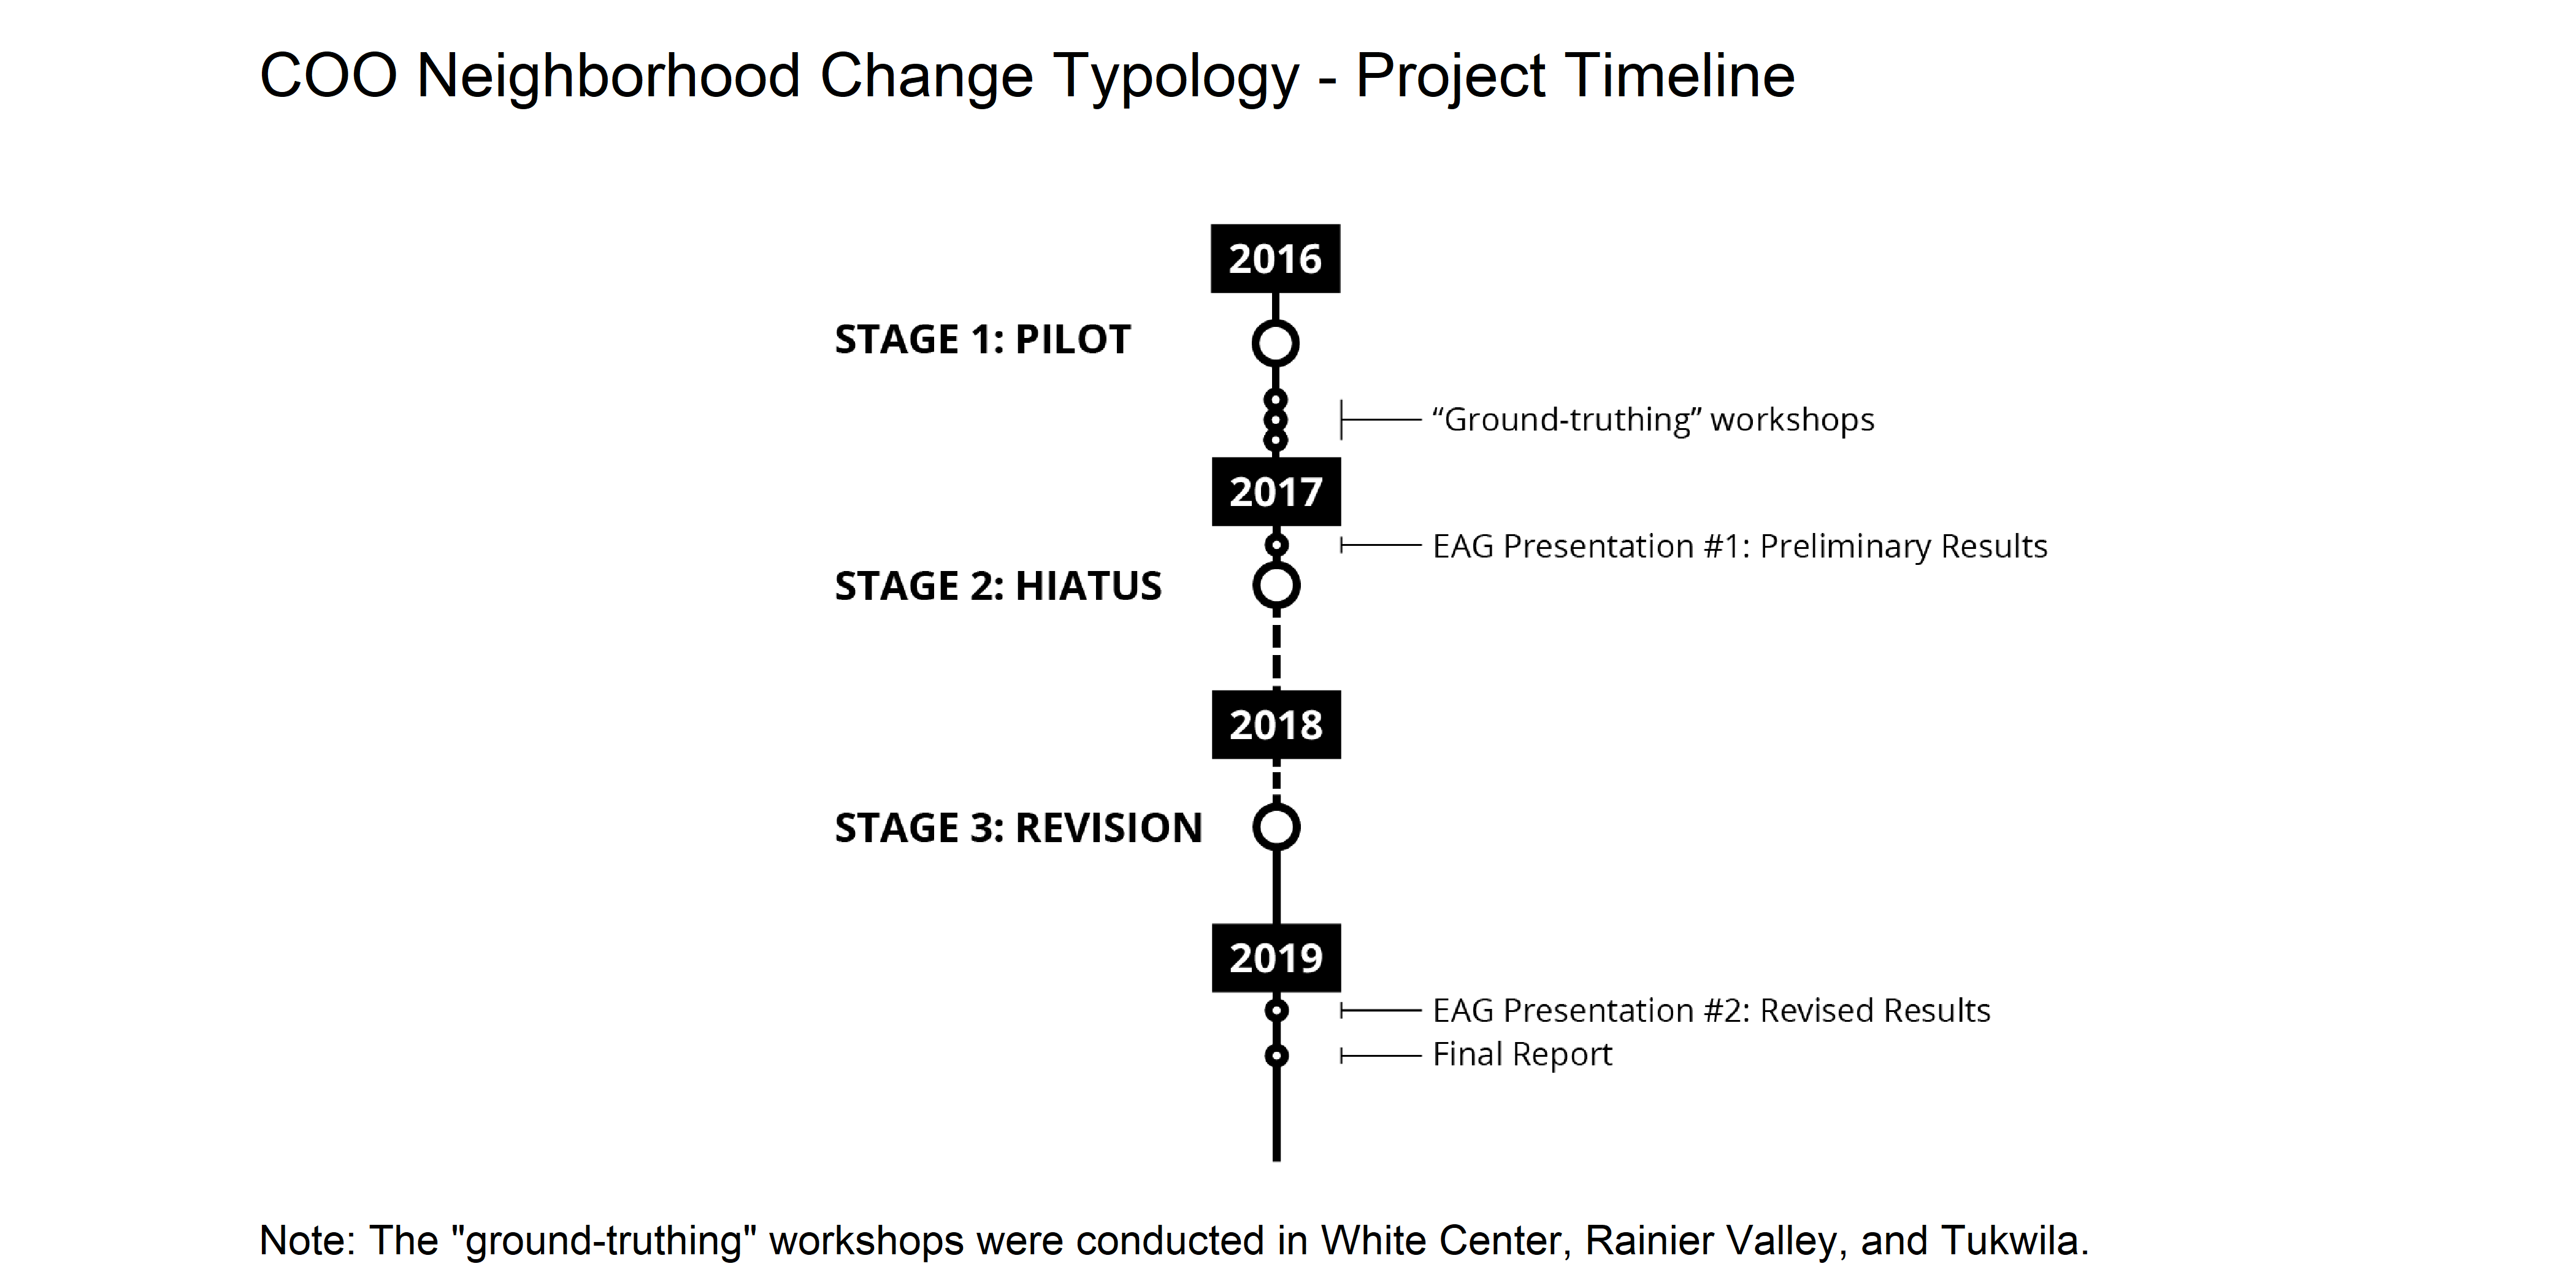 COO Neighborhood Change Typology - Project Timeline
2016
STAGE 1: PILOT
“Ground-truthing” workshops
2017
EAG Presentation #1: Preliminary Results
STAGE 2: HIATUS
2018
STAGE 3: REVISION
2019
EAG Presentation #2: Revised Results
Final Report
Note: The "ground-truthing" workshops were conducted in White Center, Rainier Valley, and Tukwila.